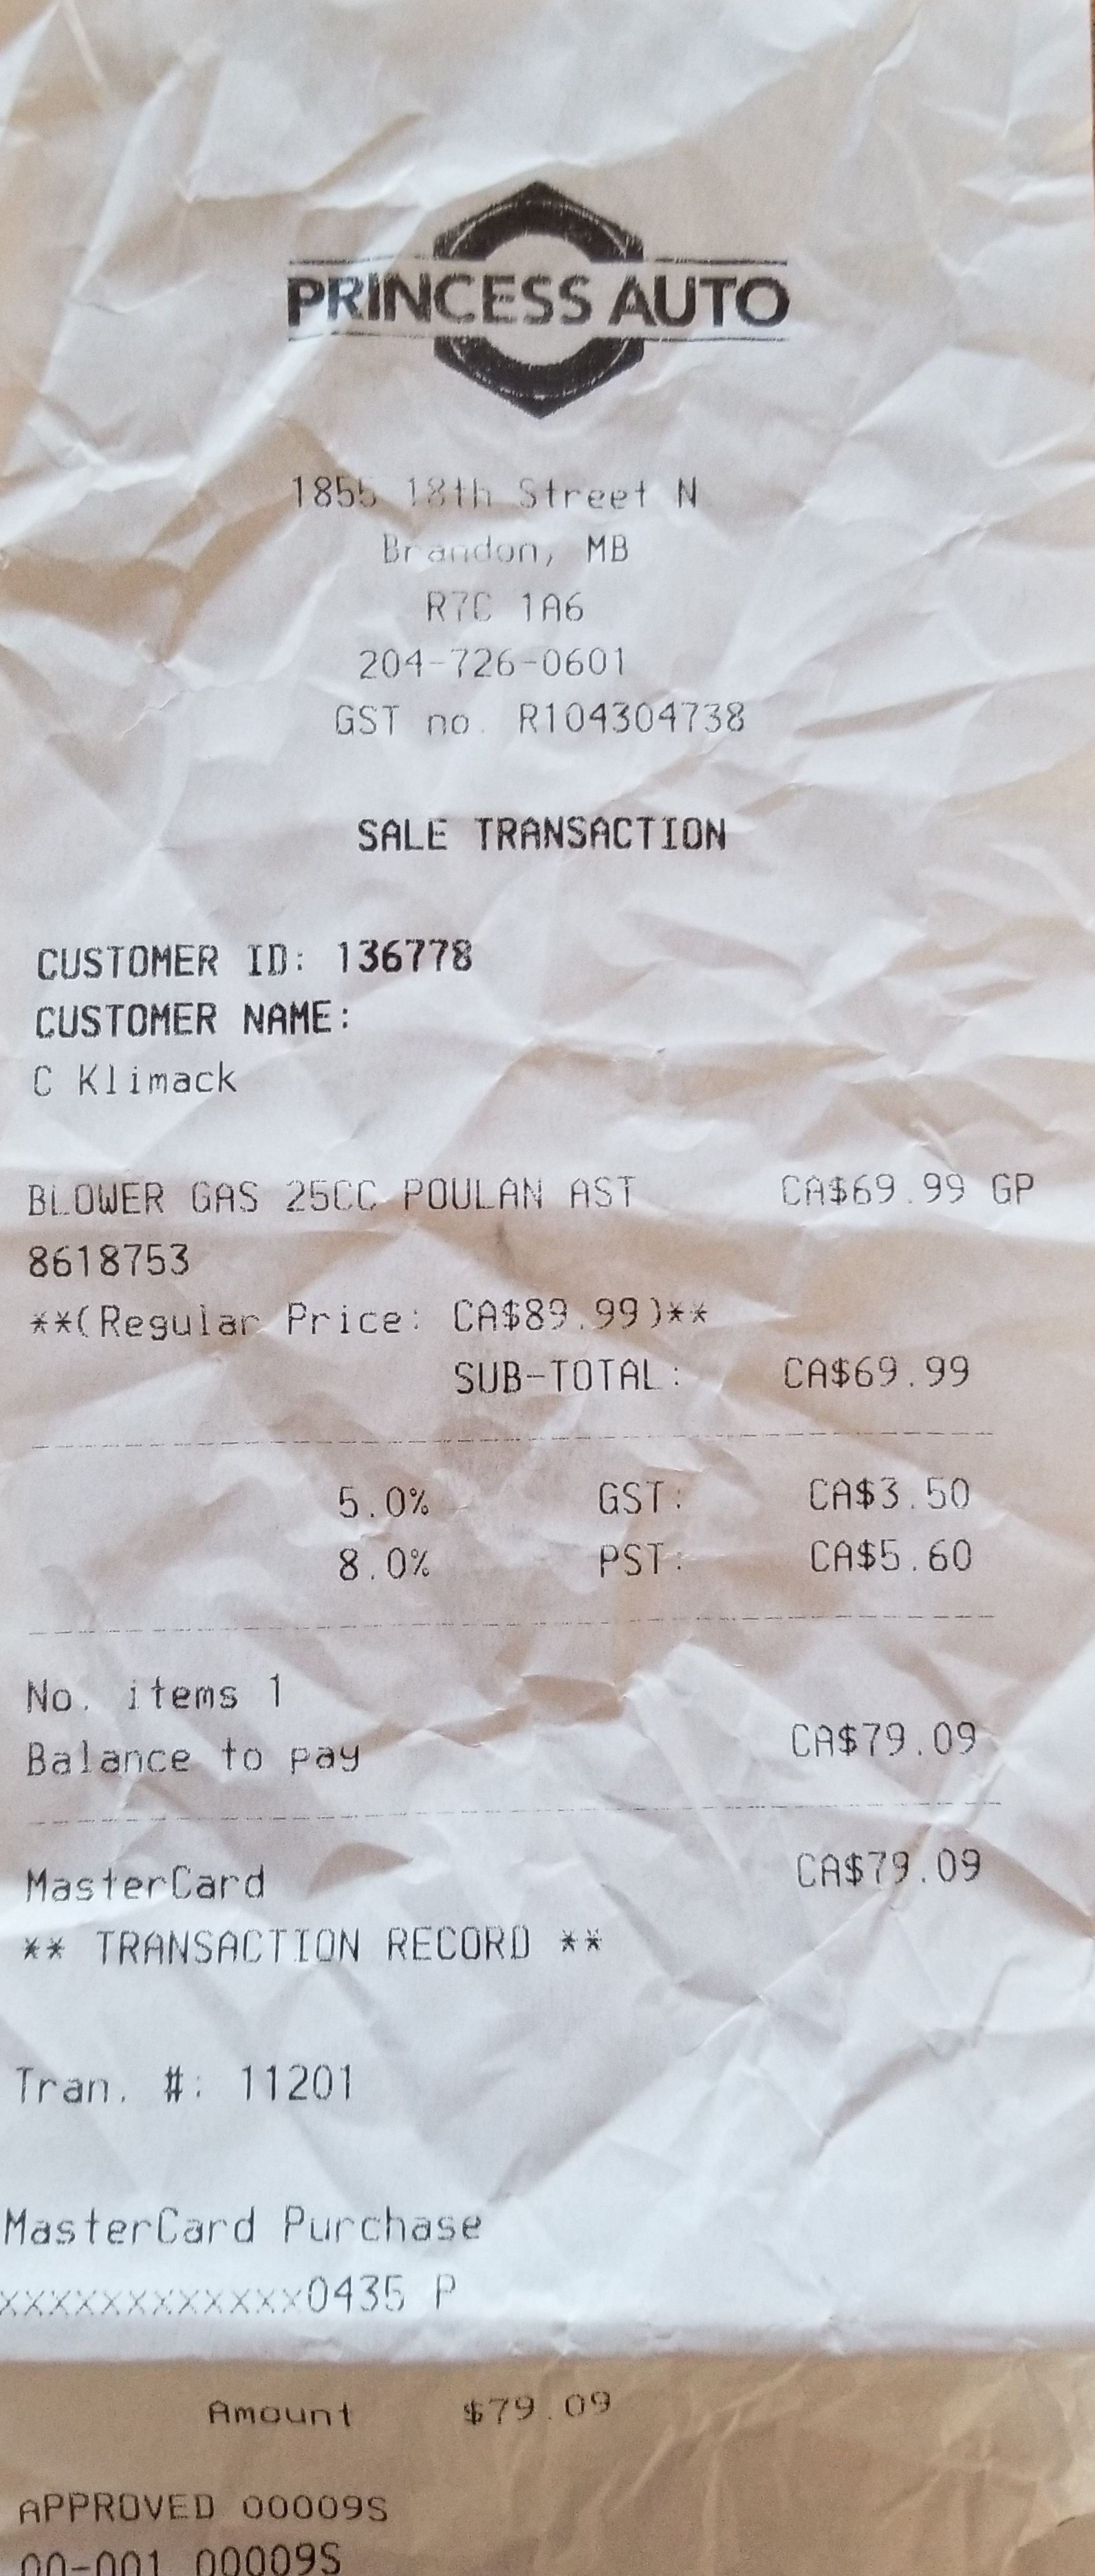 PRINCESS AUTO
1855 18th Street N
Brandon, MB
R7C 1A6
204-726-0601
GST no. R104304738
SALE TRANSACTION
CUSTOMER ID: 136778
CUSTOMER NAME:
C Klimack
BLOWER GAS 25CC POULAN AST CA$69.99 GP
8618753
**(Regular Price: CA$89.99)**
SUB-TOTAL: CA$69.99
5.0% GST: CA$3.50
8.0% PST: CA$5.60
No. items 1
Balance to pay CA$79.09
MasterCard CA$79.09
** TRANSACTION RECORD **
Tran. #: 11201
MasterCard Purchase
xxxxxxxxxxxx0435 P
Amount $79.09
APPROVED 00009S
00-001 00009S